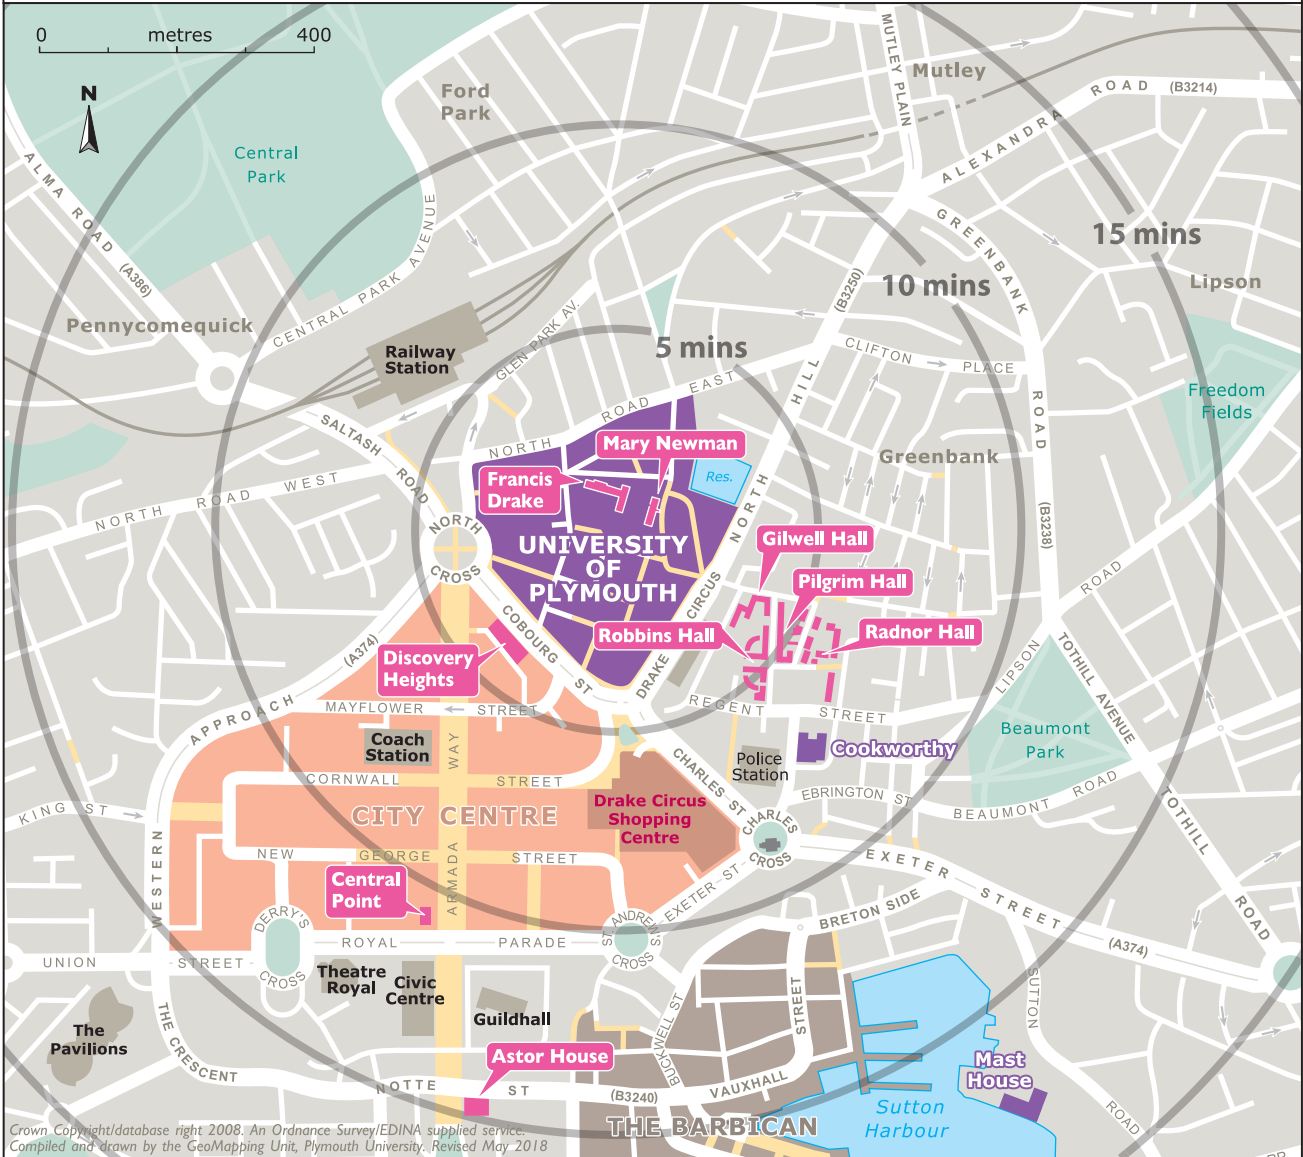 0 metres 400
N
Central
Park
Ford
Park
MUTLEY PLAIN
Mutley
ALEXANDRA ROAD (B3214)
ALMA ROAD
(A386)
Pennycomequick
CENTRAL PARK AVENUE
GREENBANK ROAD
(B3238)
15 mins
10 mins
5 mins
Lipson
(B3250)
Railway
Station
GLEN PARK AV.
CLIFTON PLACE
Freedom
Fields
SALTASH ROAD
NORTH ROAD EAST
NORTH ROAD WEST
NORTH HILL
Greenbank
Mary Newman
Francis
Drake
Res.
NORTH
CROSS
UNIVERSITY
OF
PLYMOUTH
Gilwell Hall
Pilgrim Hall
Robbins Hall
Radnor Hall
DRAKE CIRCUS
COBOURG ST
Discovery
Heights
(A374)
WESTERN APPROACH
MAYFLOWER STREET
REGENT STREET
LIPSON ROAD
TOTHILL AVENUE
Beaumont
Park
Coach
Station
ARMADA WAY
CHARLES ST
Police
Station
Cookworthy
CORNWALL STREET
EBRINGTON ST
BEAUMONT ROAD
TOTHILL ROAD
KING ST
CITY CENTRE
Drake Circus
Shopping
Centre
CHARLES
CROSS
NEW GEORGE STREET
EXETER STREET
(A374)
EXETER ST
Central
Point
BRETON SIDE
DERRY'S
CROSS
ST ANDREW'S
CROSS
ROYAL PARADE
UNION STREET
Theatre
Royal
Civic
Centre
Guildhall
The
Pavilions
THE CRESCENT
BUCKWELL ST
VAUXHALL STREET
SUTTON ROAD
Astor House
NOTTE ST
(B3240)
Mast
House
THE BARBICAN
Sutton
Harbour
Crown Copyright/database right 2008. An Ordnance Survey/EDINA supplied service.
Compiled and drawn by the GeoMapping Unit, Plymouth University. Revised May 2018